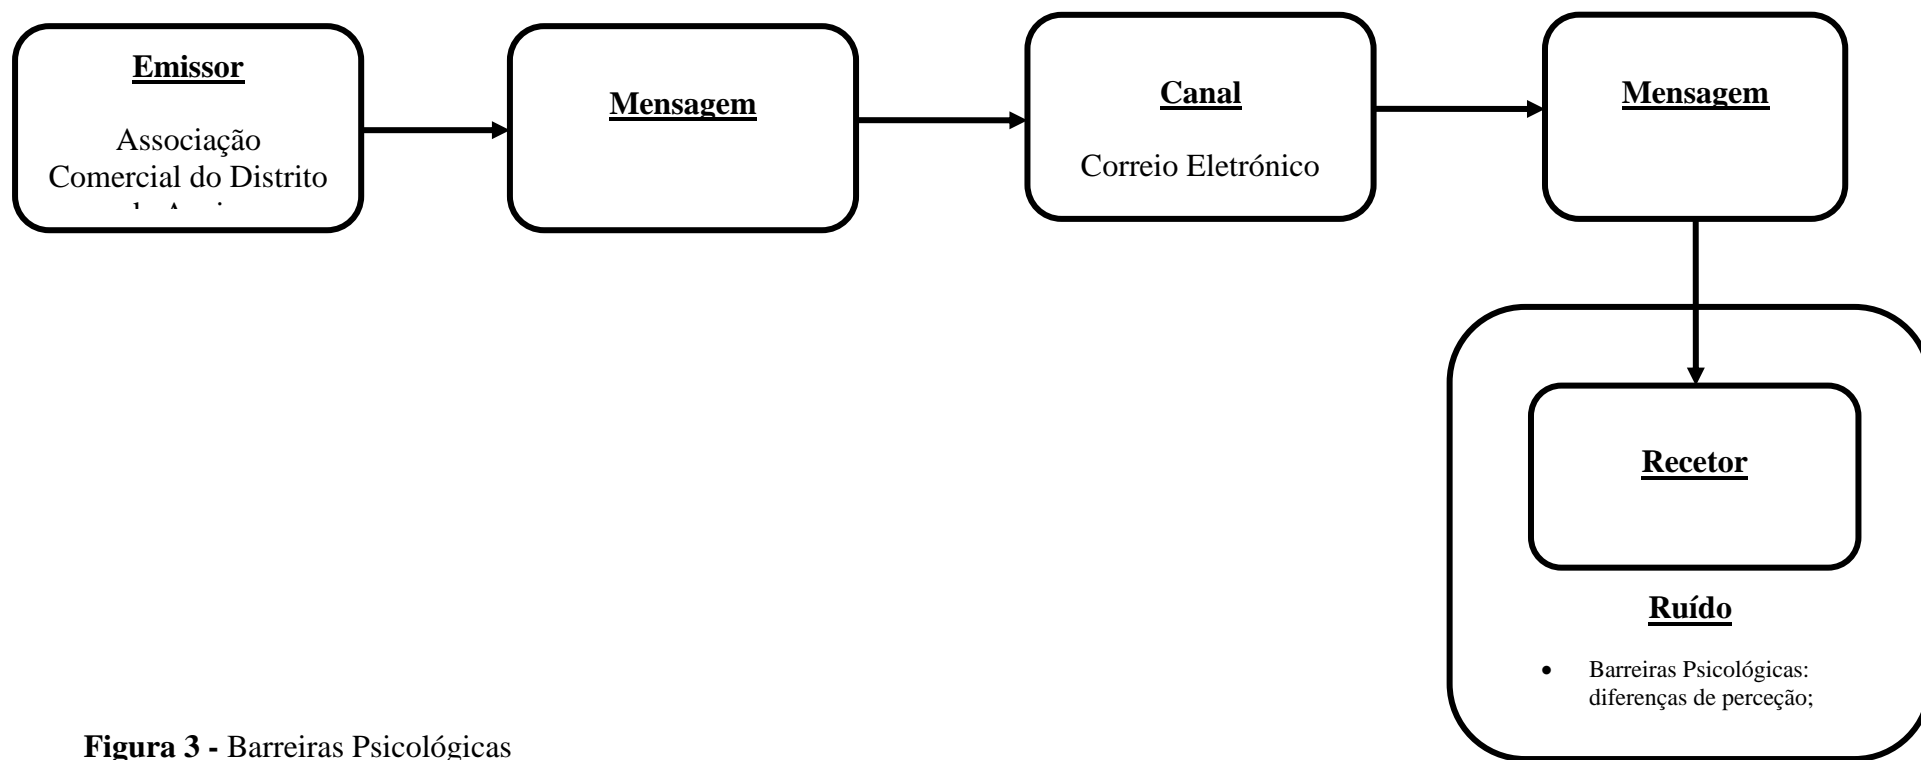 Emissor
Associação
Comercial do Distrito
Mensagem
Canal
Correio Eletrónico
Mensagem
Recetor
Ruído
• Barreiras Psicológicas:
diferenças de perceção;
Figura 3 - Barreiras Psicológicas